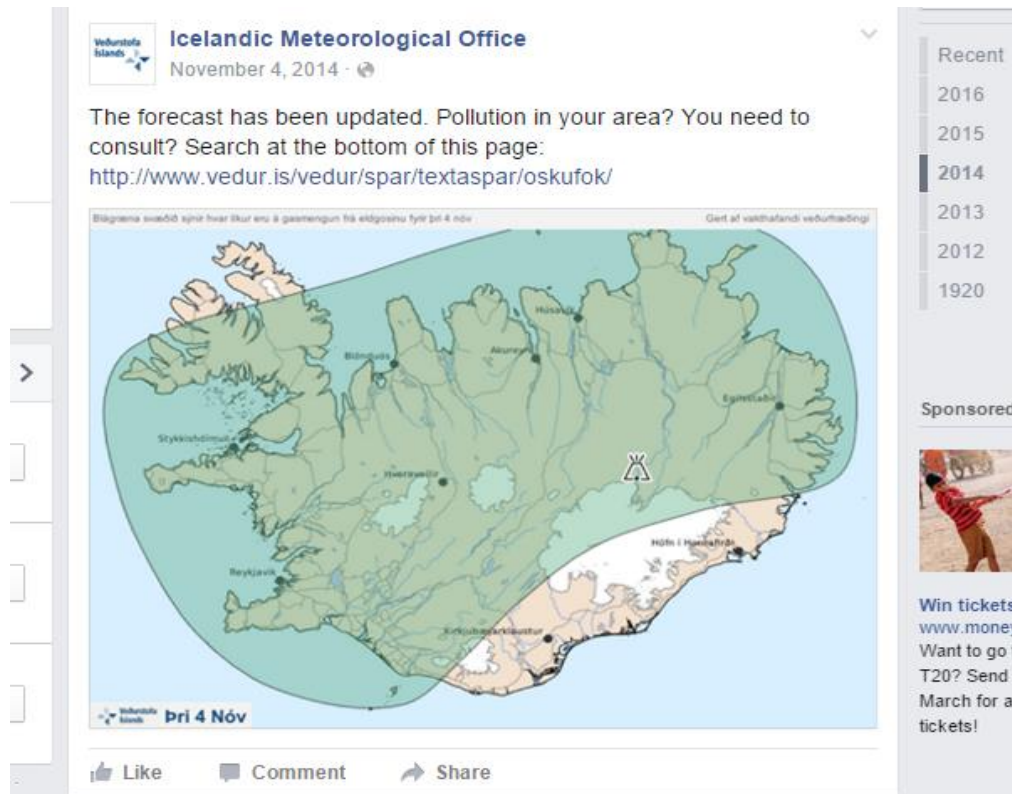 Veðurstofa
Íslands
Icelandic Meteorological Office
November 4, 2014 ·
The forecast has been updated. Pollution in your area? You need to
consult? Search at the bottom of this page:
http://www.vedur.is/vedur/spar/textaspar/oskufok/
Blágræna svæðið sýnir hvar líkur eru á gasmengun frá eldgosinu fyrir þri 4 nóv
Gert af vakthafandi veðurfræðingi
Húsavík
Blönduós
Akureyri
Egilsstaðir
Stykkishólmur
Hveravellir
Höfn í Hornafirði
Reykjavík
Kirkjubæjarklaustur
Veðurstofa
Íslands
Þri 4 Nóv
Like
Comment
Share
Recent
2016
2015
2014
2013
2012
1920
Sponsored
Win tickets
www.money
Want to go
T20? Send
March for a
tickets!